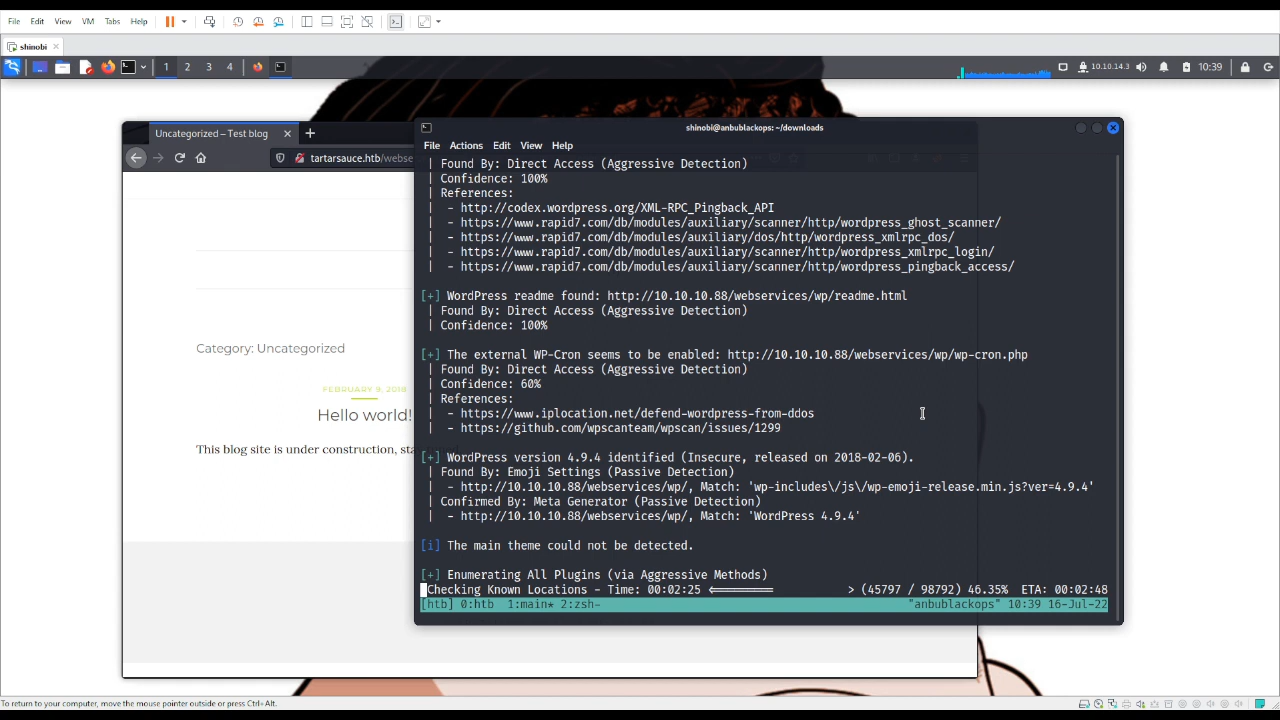 File Edit View VM Tabs Help
shinobi
1 2 3 4 10.10.14.3 10:39
Uncategorized – Test blog
shinobi@anbublackops: ~/downloads
File Actions Edit View Help
tartarsauce.htb/webse
| Found By: Direct Access (Aggressive Detection)
| Confidence: 100%
| References:
| - http://codex.wordpress.org/XML-RPC_Pingback_API
| - https://www.rapid7.com/db/modules/auxiliary/scanner/http/wordpress_ghost_scanner/
| - https://www.rapid7.com/db/modules/auxiliary/dos/http/wordpress_xmlrpc_dos/
| - https://www.rapid7.com/db/modules/auxiliary/scanner/http/wordpress_xmlrpc_login/
| - https://www.rapid7.com/db/modules/auxiliary/scanner/http/wordpress_pingback_access/
[+] WordPress readme found: http://10.10.10.88/webservices/wp/readme.html
| Found By: Direct Access (Aggressive Detection)
| Confidence: 100%
[+] The external WP-Cron seems to be enabled: http://10.10.10.88/webservices/wp/wp-cron.php
| Found By: Direct Access (Aggressive Detection)
| Confidence: 60%
| References:
| - https://www.iplocation.net/defend-wordpress-from-ddos
| - https://github.com/wpscanteam/wpscan/issues/1299
[+] WordPress version 4.9.4 identified (Insecure, released on 2018-02-06).
| Found By: Emoji Settings (Passive Detection)
| - http://10.10.10.88/webservices/wp/, Match: 'wp-includes\/js\/wp-emoji-release.min.js?ver=4.9.4'
| Confirmed By: Meta Generator (Passive Detection)
| - http://10.10.10.88/webservices/wp/, Match: 'WordPress 4.9.4'
[i] The main theme could not be detected.
[+] Enumerating All Plugins (via Aggressive Methods)
Checking Known Locations - Time: 00:02:25 <========== > (45797 / 98792) 46.35% ETA: 00:02:48
[htb] 0:htb 1:main* 2:zsh- "anbublackops" 10:39 16-Jul-22
Category: Uncategorized
FEBRUARY 9, 2018
Hello world!
This blog site is under construction, sta
To return to your computer, move the mouse pointer outside or press Ctrl+Alt.